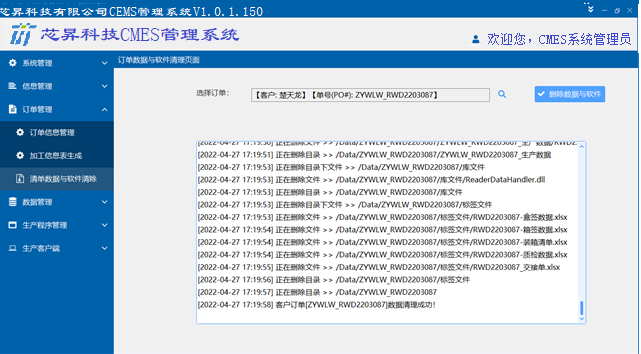 芯昇科技有限公司CEMS管理系统V1.0.1.150
芯昇科技CMES管理系统
欢迎您，CMES系统管理员
系统管理
信息管理
订单管理
订单信息管理
加工信息表生成
清单数据与软件清除
数据管理
生产程序管理
生产客户端
订单数据与软件清理页面
选择订单：
【客户: 楚天龙】【单号(PO#): ZYWLW_RWD2203087】
删除数据与软件
[2022-04-27 17:19:50] 正在删除文件 >> /Data/ZYWLW_RWD2203087/ZYWLW_RWD2203087_生产数据/RWD2
[2022-04-27 17:19:51] 正在删除目录 >> /Data/ZYWLW_RWD2203087/ZYWLW_RWD2203087_生产数据
[2022-04-27 17:19:51] 正在删除目录下文件 >> /Data/ZYWLW_RWD2203087/库文件
[2022-04-27 17:19:52] 正在删除文件 >> /Data/ZYWLW_RWD2203087/库文件/ReaderDataHandler.dll
[2022-04-27 17:19:53] 正在删除目录 >> /Data/ZYWLW_RWD2203087/库文件
[2022-04-27 17:19:53] 正在删除目录下文件 >> /Data/ZYWLW_RWD2203087/标签文件
[2022-04-27 17:19:53] 正在删除文件 >> /Data/ZYWLW_RWD2203087/标签文件/RWD2203087-盒签数据.xlsx
[2022-04-27 17:19:54] 正在删除文件 >> /Data/ZYWLW_RWD2203087/标签文件/RWD2203087-箱签数据.xlsx
[2022-04-27 17:19:54] 正在删除文件 >> /Data/ZYWLW_RWD2203087/标签文件/RWD2203087-装箱清单.xlsx
[2022-04-27 17:19:54] 正在删除文件 >> /Data/ZYWLW_RWD2203087/标签文件/RWD2203087-质检数据.xlsx
[2022-04-27 17:19:55] 正在删除文件 >> /Data/ZYWLW_RWD2203087/标签文件/RWD2203087_交接单.xlsx
[2022-04-27 17:19:56] 正在删除目录 >> /Data/ZYWLW_RWD2203087/标签文件
[2022-04-27 17:19:57] 正在删除目录 >> /Data/ZYWLW_RWD2203087
[2022-04-27 17:19:58] 客户订单[ZYWLW_RWD2203087]数据清理成功!